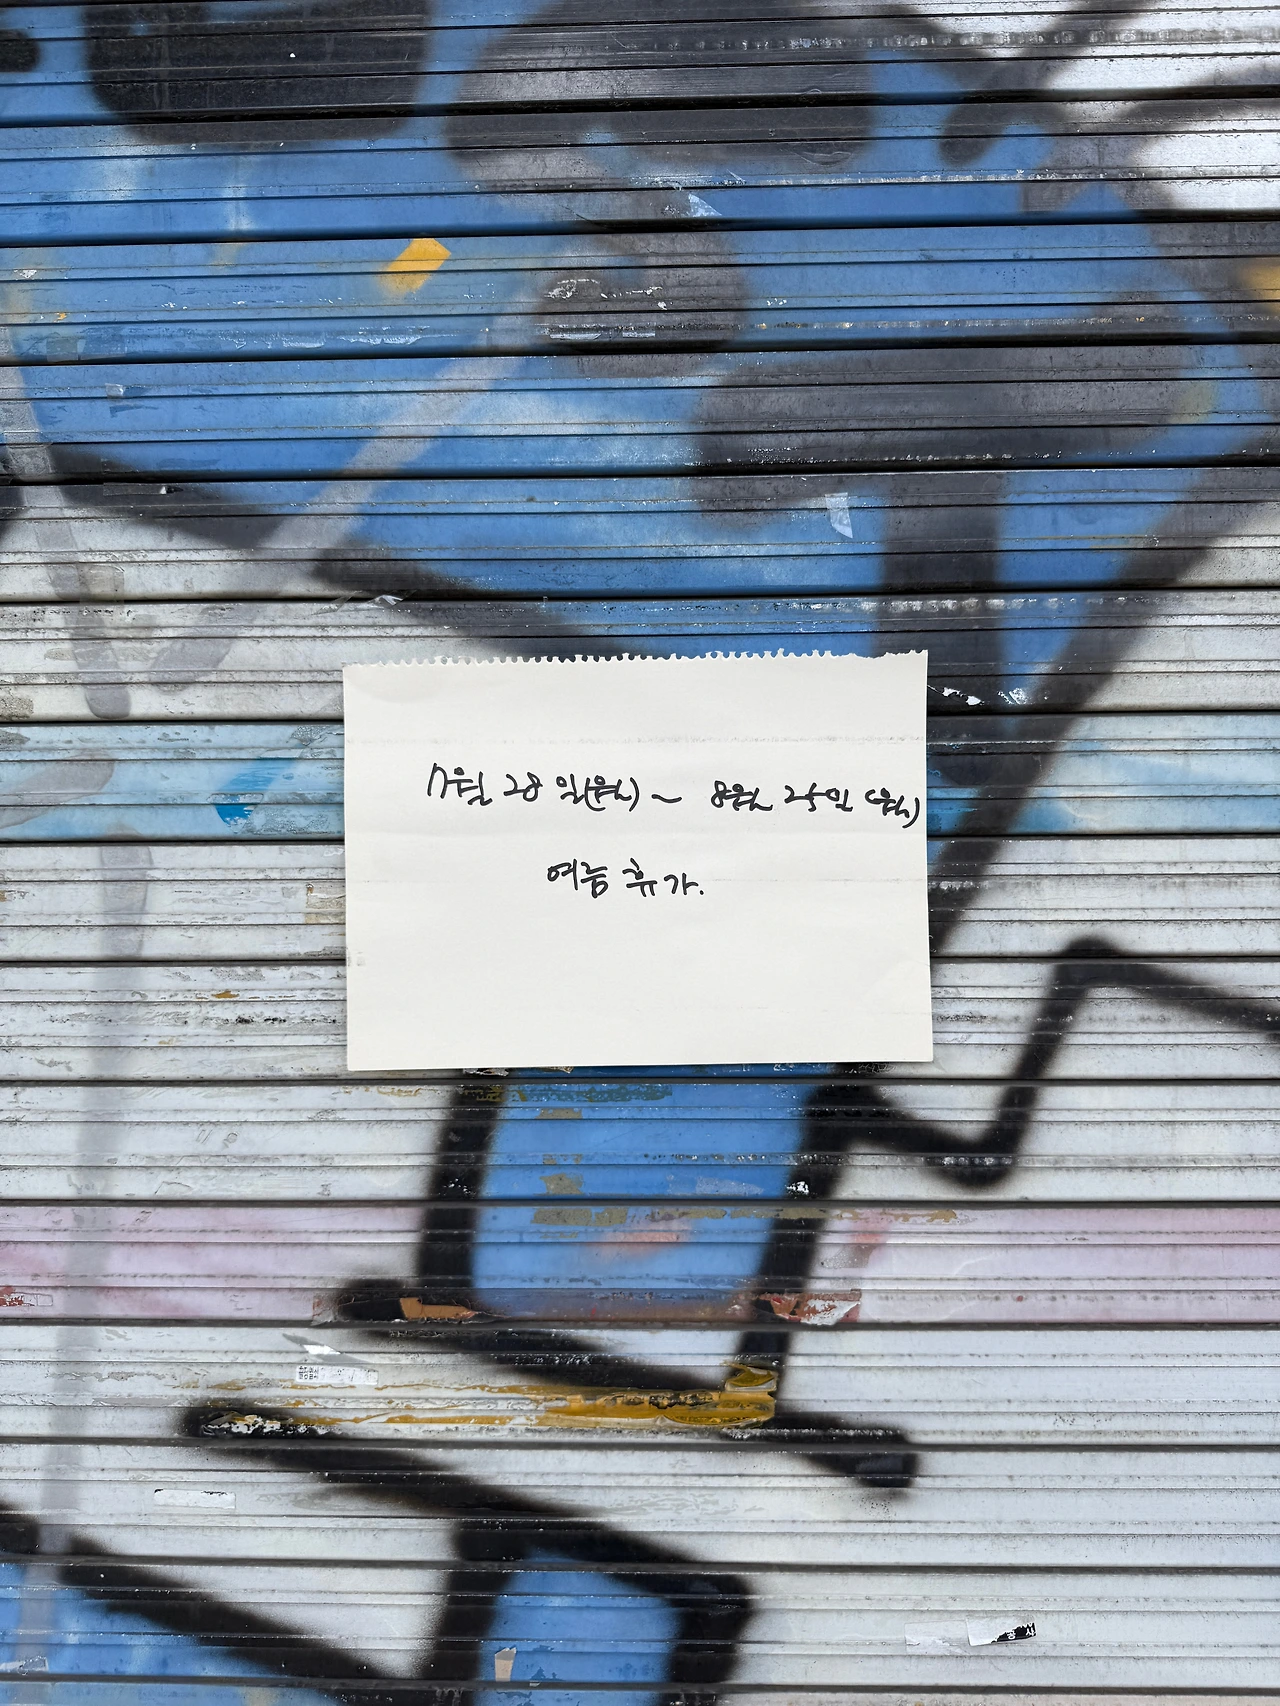 7월 28일(월) ~ 8월 25일 (월)
여름 휴가.